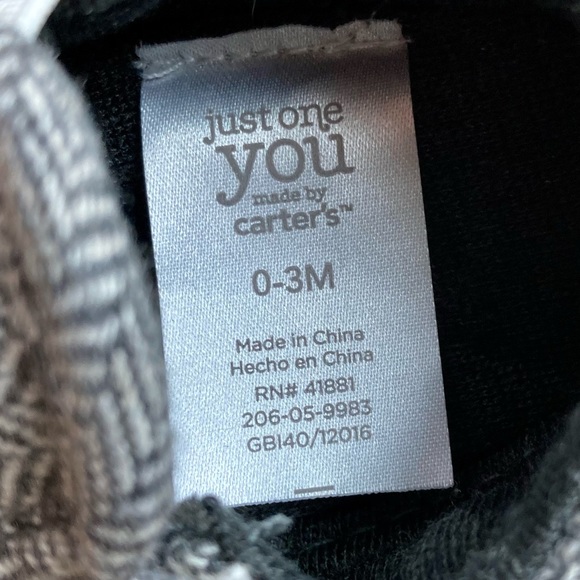 just one
you
made by
carter's™
0-3M
Made in China
Hecho en China
RN# 41881
206-05-9983
GBI40/12016